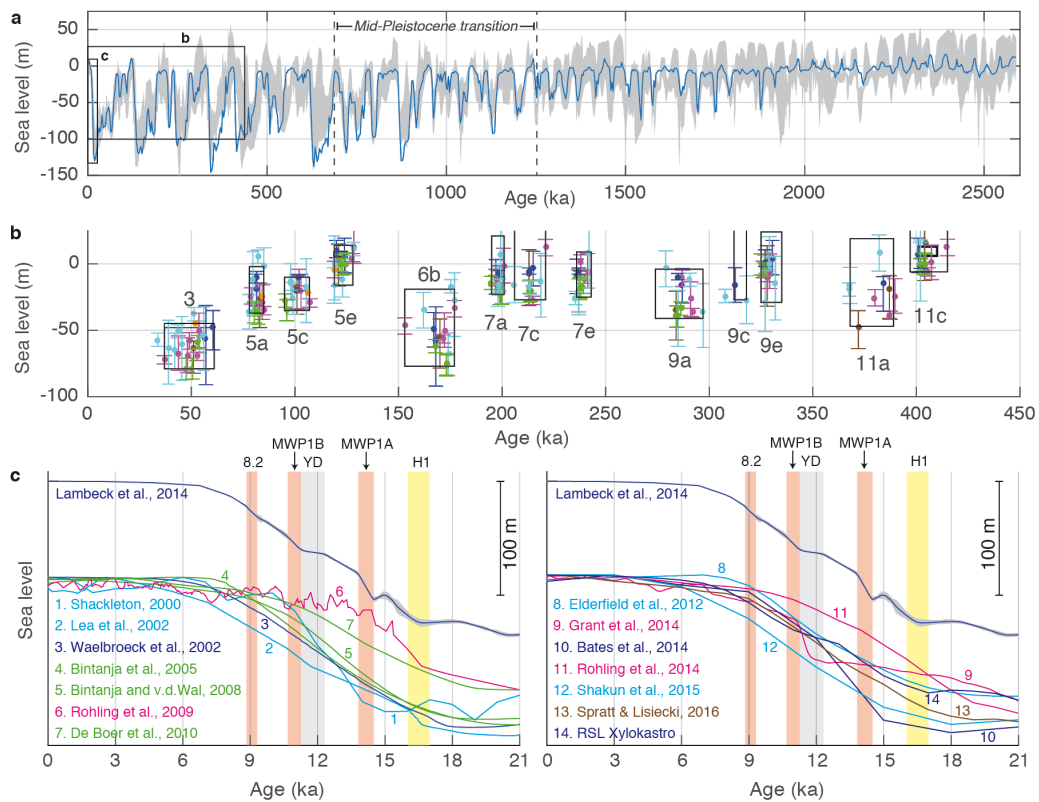 a
Sea level (m)
50
0
-50
-100
-150
b
c
Mid-Pleistocene transition
0
500
1000
1500
2000
2500
Age (ka)
b
Sea level (m)
0
-50
-100
3
5a
5c
5e
6b
7a
7c
7e
9a
9c
9e
11a
11c
0
50
100
150
200
250
300
350
400
450
Age (ka)
c
Sea level
MWP1B
MWP1A
8.2
YD
H1
Lambeck et al., 2014
100 m
4
6
7
3
5
2
1
1. Shackleton, 2000
2. Lea et al., 2002
3. Waelbroeck et al., 2002
4. Bintanja et al., 2005
5. Bintanja and v.d.Wal, 2008
6. Rohling et al., 2009
7. De Boer et al., 2010
0
3
6
9
12
15
18
21
Age (ka)
MWP1B
MWP1A
8.2
YD
H1
Lambeck et al., 2014
100 m
8
11
12
9
14
13
10
8. Elderfield et al., 2012
9. Grant et al., 2014
10. Bates et al., 2014
11. Rohling et al., 2014
12. Shakun et al., 2015
13. Spratt & Lisiecki, 2016
14. RSL Xylokastro
0
3
6
9
12
15
18
21
Age (ka)